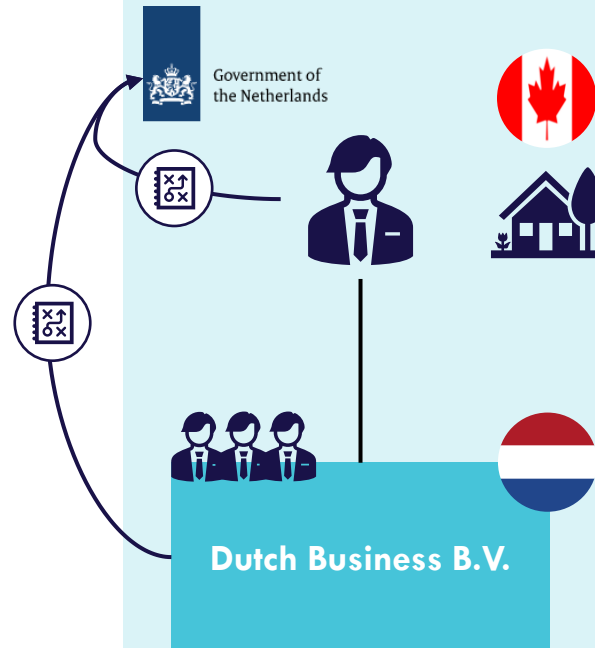 Government of
the Netherlands
Dutch Business B.V.